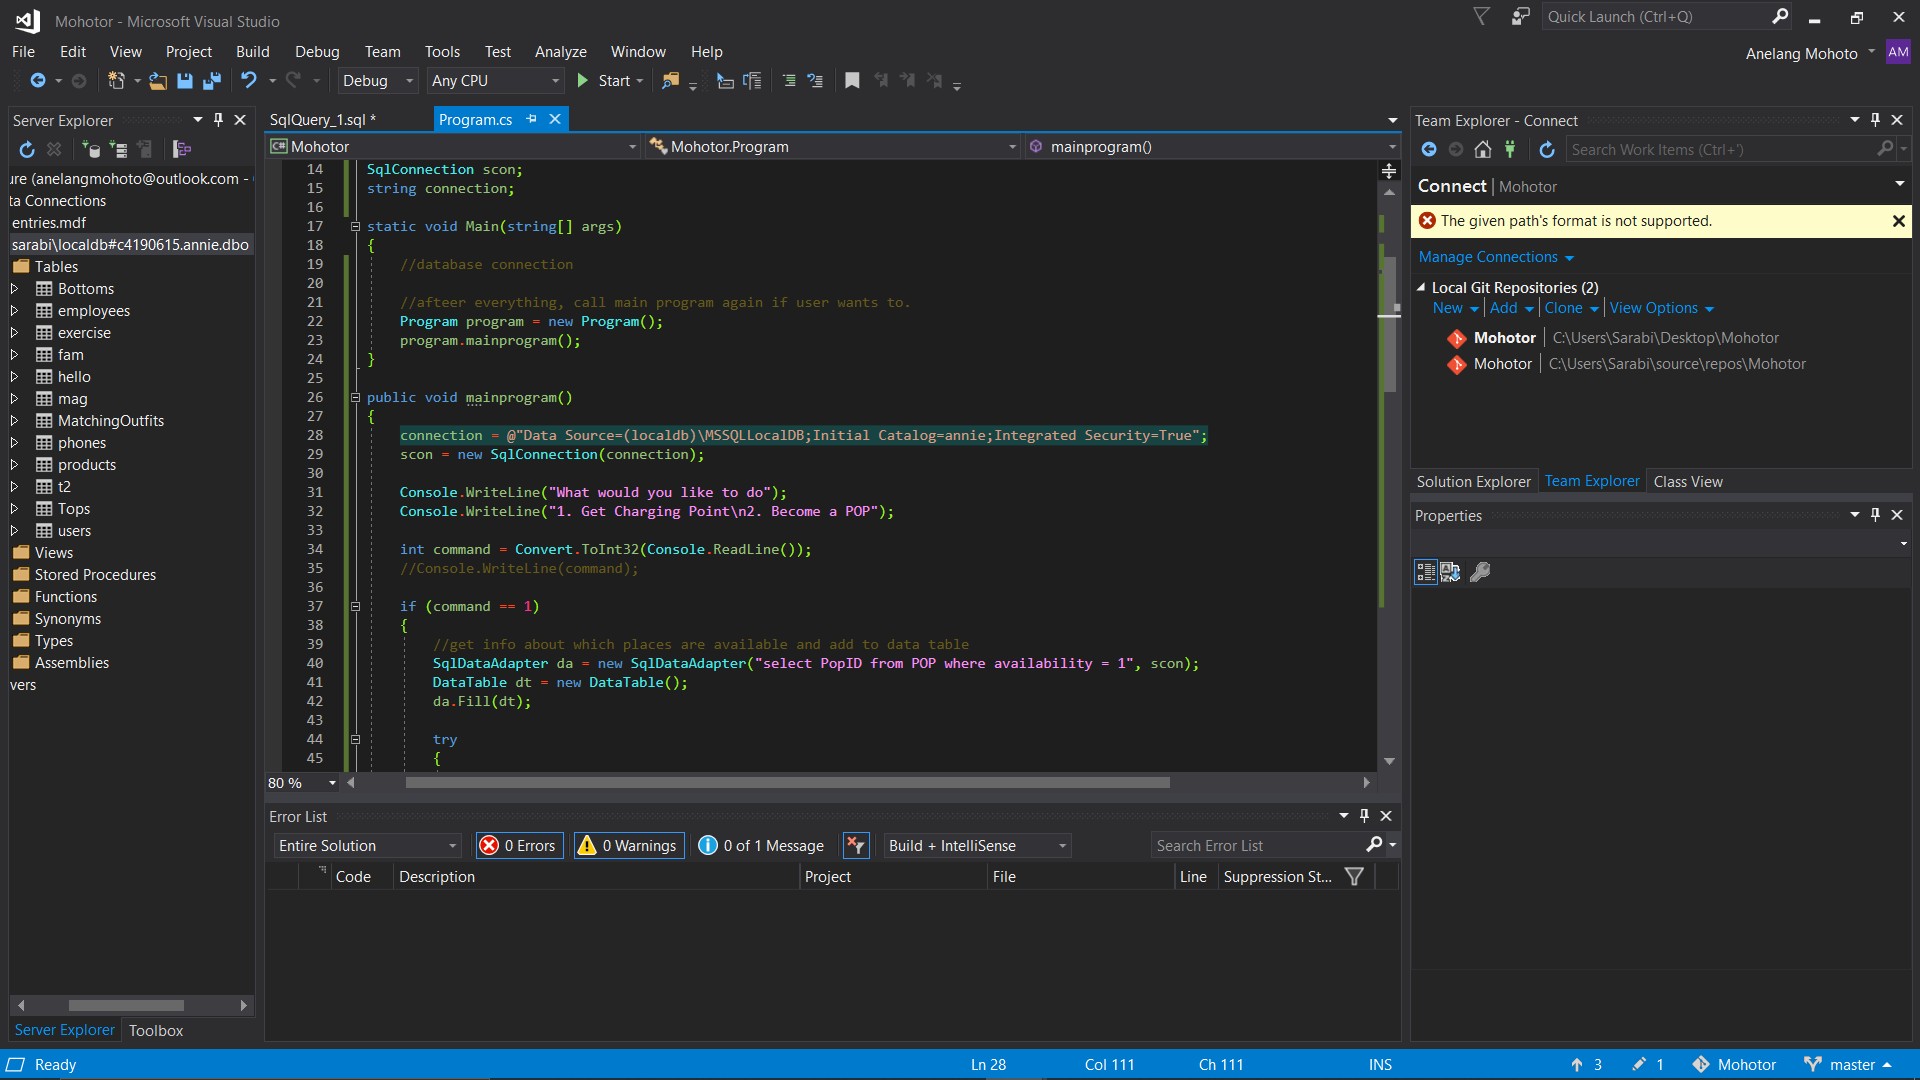 Mohotor - Microsoft Visual Studio
Quick Launch (Ctrl+Q)
File Edit View Project Build Debug Team Tools Test Analyze Window Help
Anelang Mohoto AM
Debug Any CPU Start
Server Explorer
ure (anelangmohoto@outlook.com -
ta Connections
entries.mdf
sarabi\localdb#c4190615.annie.dbo
Tables
Bottoms
employees
exercise
fam
hello
mag
MatchingOutfits
phones
products
t2
Tops
users
Views
Stored Procedures
Functions
Synonyms
Types
Assemblies
vers
Server Explorer Toolbox
SqlQuery_1.sql * Program.cs
C# Mohotor Mohotor.Program mainprogram()
14 SqlConnection scon;
15 string connection;
16
17 static void Main(string[] args)
18 {
19 //database connection
20
21 //afteer everything, call main program again if user wants to.
22 Program program = new Program();
23 program.mainprogram();
24 }
25
26 public void mainprogram()
27 {
28 connection = @"Data Source=(localdb)\MSSQLLocalDB;Initial Catalog=annie;Integrated Security=True";
29 scon = new SqlConnection(connection);
30
31 Console.WriteLine("What would you like to do");
32 Console.WriteLine("1. Get Charging Point\n2. Become a POP");
33
34 int command = Convert.ToInt32(Console.ReadLine());
35 //Console.WriteLine(command);
36
37 if (command == 1)
38 {
39 //get info about which places are available and add to data table
40 SqlDataAdapter da = new SqlDataAdapter("select PopID from POP where availability = 1", scon);
41 DataTable dt = new DataTable();
42 da.Fill(dt);
43
44 try
45 {
80 %
Error List
Entire Solution 0 Errors 0 Warnings 0 of 1 Message Build + IntelliSense Search Error List
Code Description Project File Line Suppression St...
Team Explorer - Connect
Search Work Items (Ctrl+')
Connect | Mohotor
The given path's format is not supported.
Manage Connections
Local Git Repositories (2)
New Add Clone View Options
Mohotor C:\Users\Sarabi\Desktop\Mohotor
Mohotor C:\Users\Sarabi\source\repos\Mohotor
Solution Explorer Team Explorer Class View
Properties
Ready Ln 28 Col 111 Ch 111 INS 3 1 Mohotor master